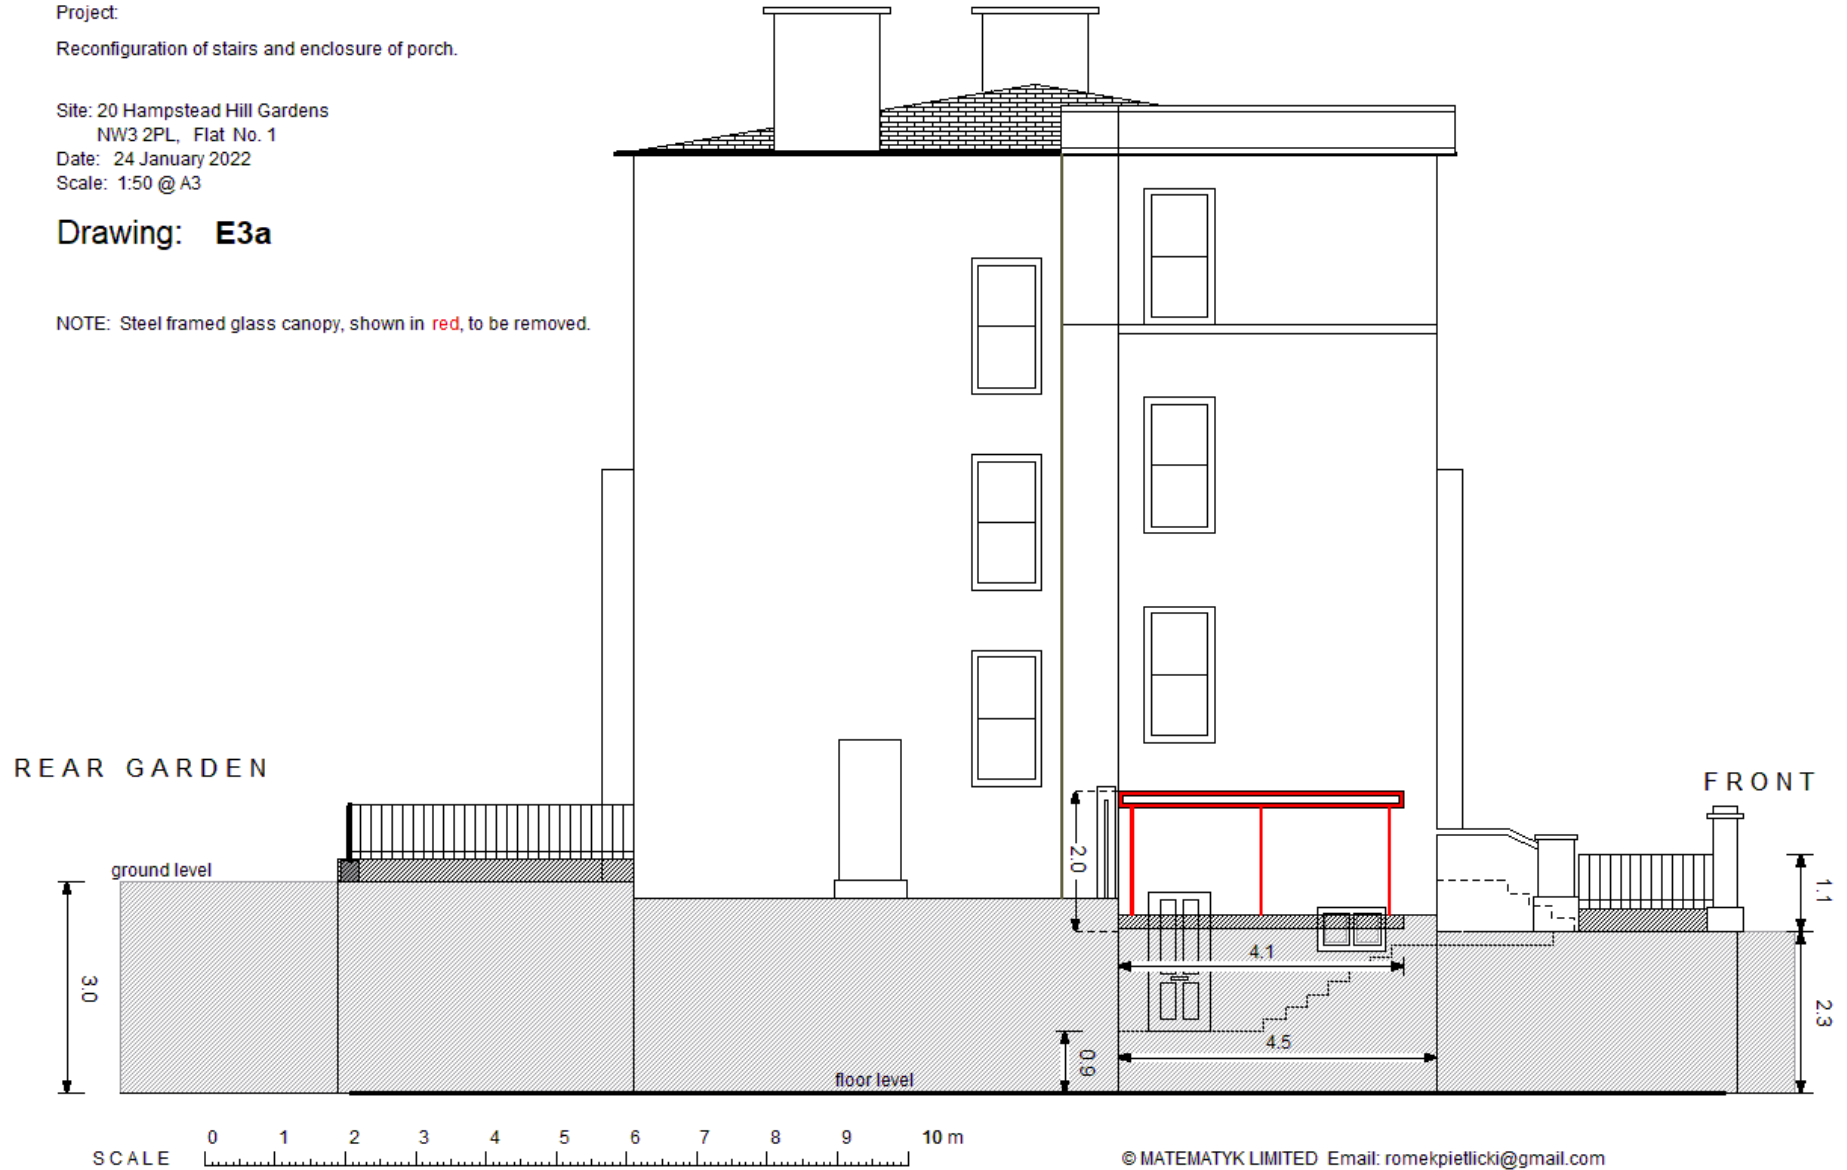 Project:
Reconfiguration of stairs and enclosure of porch.
Site: 20 Hampstead Hill Gardens
NW3 2PL, Flat No. 1
Date: 24 January 2022
Scale: 1:50 @ A3
Drawing: E3a
NOTE: Steel framed glass canopy, shown in red, to be removed.
REAR GARDEN
FRONT
ground level
2.0
1.1
3.0
4.1
2.3
4.5
0.9
floor level
0 1 2 3 4 5 6 7 8 9 10 m
SCALE
© MATEMATYK LIMITED Email: romekpietlicki@gmail.com